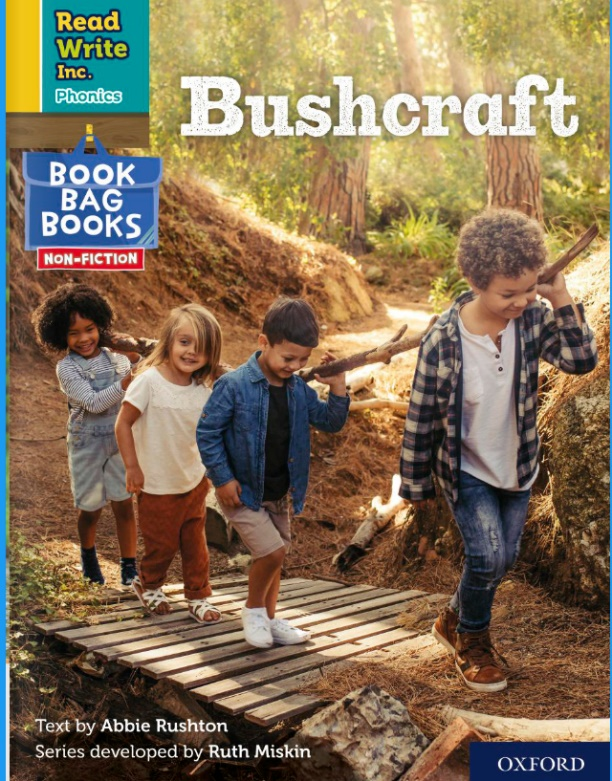 Read
Write
Inc.
Phonics
Bushcraft
BOOK
BAG
BOOKS
NON-FICTION
Text by Abbie Rushton
Series developed by Ruth Miskin
OXFORD